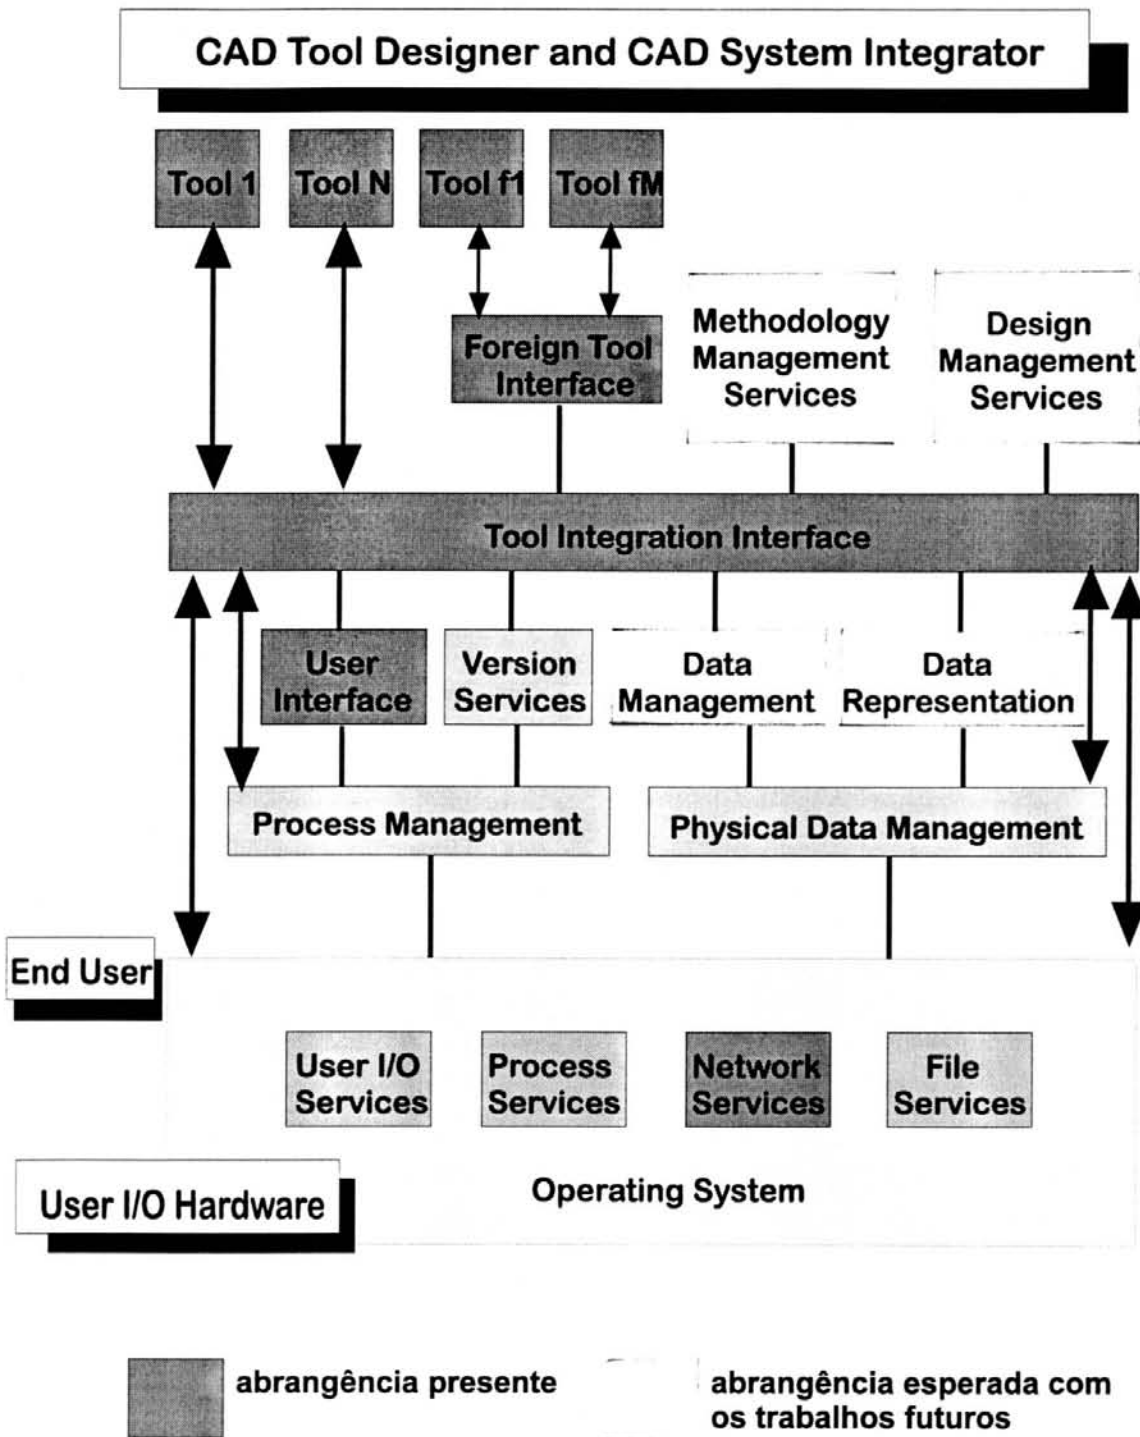 CAD Tool Designer and CAD System Integrator
Tool 1
Tool N
Tool f1
Tool fM
Foreign Tool
Interface
Methodology
Management
Services
Design
Management
Services
Tool Integration Interface
User
Interface
Version
Services
Data
Management
Data
Representation
Process Management
Physical Data Management
End User
User I/O
Services
Process
Services
Network
Services
File
Services
Operating System
User I/O Hardware
abrangência presente
abrangência esperada com
os trabalhos futuros